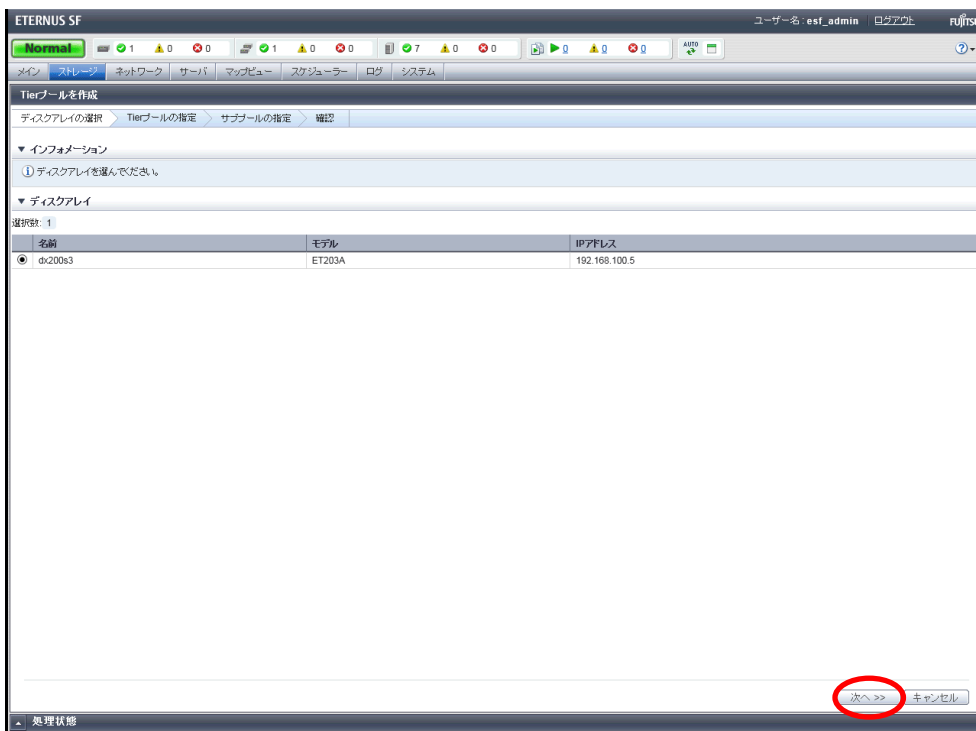 ETERNUS SF ユーザー名:esf_admin ログアウト
Normal 1 0 0 1 0 0 7 0 0 0 0 0 AUTO
メイン ストレージ ネットワーク サーバ マップビュー スケジューラー ログ システム
Tierプールを作成
ディスクアレイの選択 Tierプールの指定 サブプールの指定 確認
▼ インフォメーション
ディスクアレイを選んでください。
▼ ディスクアレイ
選択数: 1
名前 モデル IPアドレス
dx200s3 ET203A 192.168.100.5
次へ >> キャンセル
処理状態